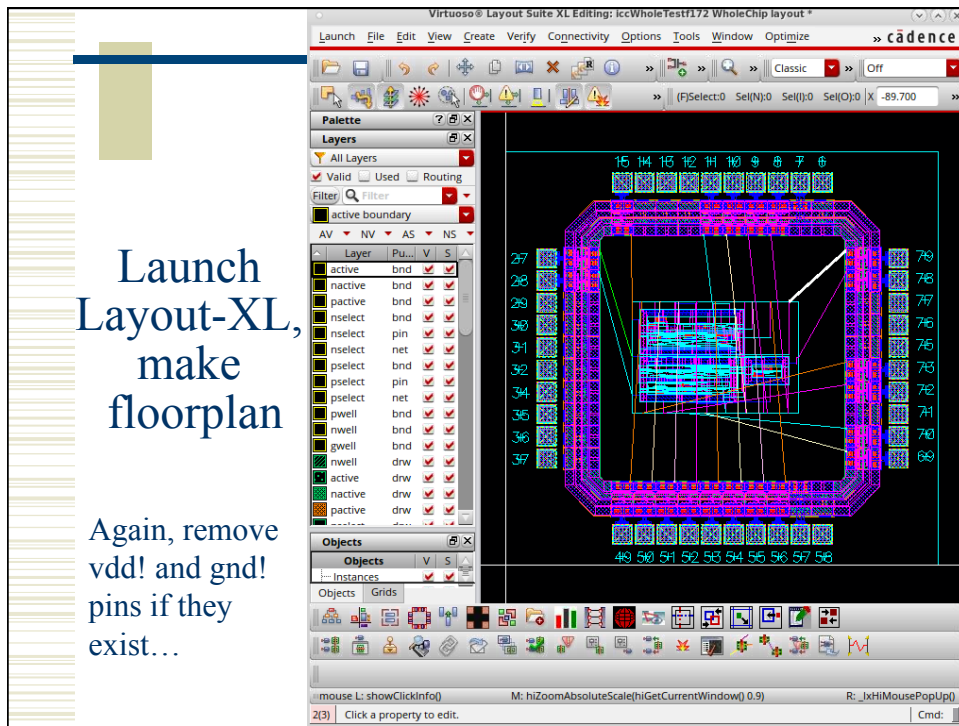 Launch
Layout-XL,
make
floorplan
Again, remove
vdd! and gnd!
pins if they
exist…
Virtuoso® Layout Suite XL Editing: iccWholeTestf172 WholeChip layout *
Launch File Edit View Create Verify Connectivity Options Tools Window Optimize » cādence
» » » Classic » Off
» (F)Select:0 Sel(N):0 Sel(I):0 Sel(O):0 X -89.700 »
Palette
Layers
All Layers
Valid Used Routing
Filter Filter
active boundary
AV NV AS NS
Layer Pu... V S
active bnd
nactive bnd
pactive bnd
nselect bnd
nselect pin
nselect net
pselect bnd
pselect pin
pselect net
pwell bnd
nwell bnd
gwell bnd
nwell drw
active drw
nactive drw
pactive drw
Objects
Objects V S
Instances
Objects Grids
15 14 13 12 11 10 9 8 7 6
27 79
28 78
29 77
30 76
31 75
32 73
34 72
35 71
36 70
37 69
49 50 51 52 53 54 55 56 57 58
mouse L: showClickInfo() M: hiZoomAbsoluteScale(hiGetCurrentWindow() 0.9) R: _lxHiMousePopUp()
2(3) Click a property to edit. Cmd: